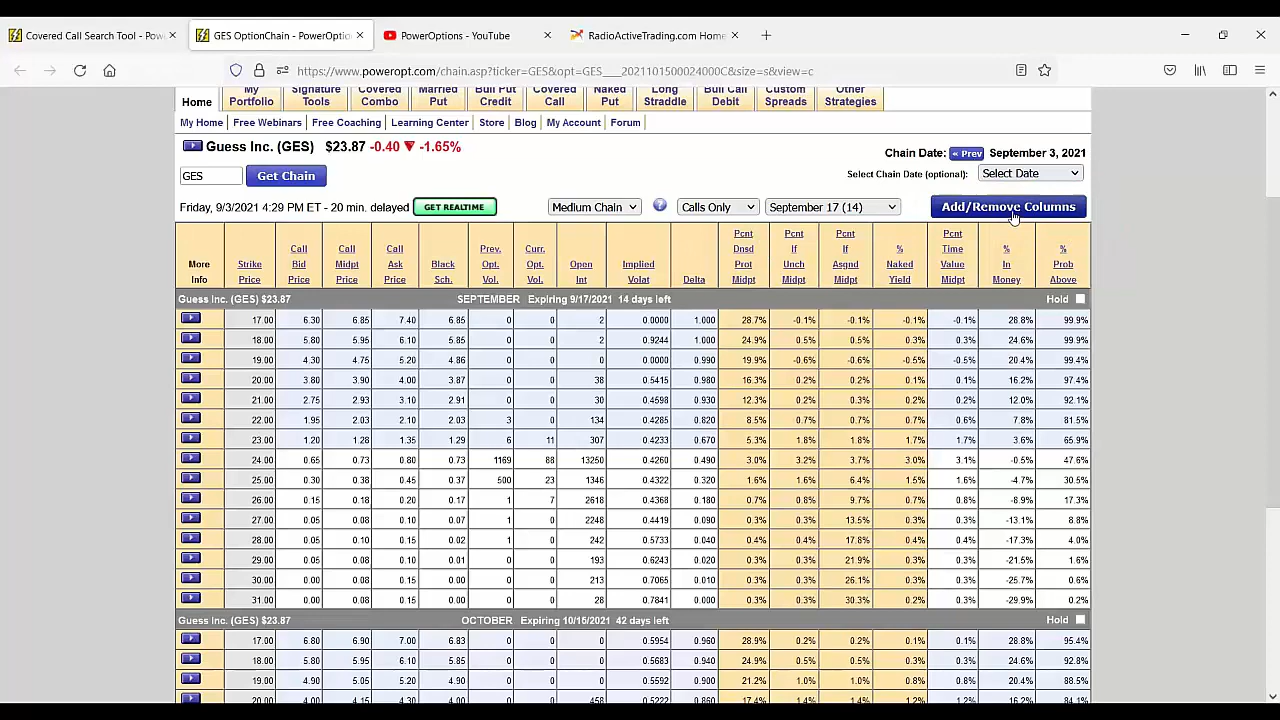 Covered Call Search Tool - Pow
GES OptionChain - PowerOptio
PowerOptions - YouTube
RadioActiveTrading.com Home
https://www.poweropt.com/chain.asp?ticker=GES&opt=GES___20211015000​24000C&size=s&view=c
Home My Portfolio Signature Tools Covered Combo Married Put Bull Put Credit Covered Call Naked Put Long Straddle Bull Call Debit Custom Spreads Other Strategies
My Home Free Webinars Free Coaching Learning Center Store Blog My Account Forum
Guess Inc. (GES) $23.87 -0.40 ▼ -1.65%
Chain Date: « Prev September 3, 2021
GES Get Chain
Select Chain Date (optional): Select Date
Friday, 9/3/2021 4:29 PM ET - 20 min. delayed GET REALTIME Medium Chain ? Calls Only September 17 (14) Add/Remove Columns
More Info Strike Price Call Bid Price Call Midpt Price Call Ask Price Black Sch. Prev. Opt. Vol. Curr. Opt. Vol. Open Int Implied Volat Delta Pcnt Dnsd Prot Midpt Pcnt If Unch Midpt Pcnt If Asgnd Midpt % Naked Yield Pcnt Time Value Midpt % In Money % Prob Above
Guess Inc. (GES) $23.87 SEPTEMBER Expiring 9/17/2021 14 days left Hold
17.00 6.30 6.85 7.40 6.85 0 0 2 0.0000 1.000 28.7% -0.1% -0.1% -0.1% -0.1% 28.8% 99.9%
18.00 5.80 5.95 6.10 5.85 0 0 2 0.9244 1.000 24.9% 0.5% 0.5% 0.3% 0.3% 24.6% 99.9%
19.00 4.30 4.75 5.20 4.86 0 0 0 0.0000 0.990 19.9% -0.6% -0.6% -0.5% -0.5% 20.4% 99.4%
20.00 3.80 3.90 4.00 3.87 0 0 38 0.5415 0.980 16.3% 0.2% 0.2% 0.1% 0.1% 16.2% 97.4%
21.00 2.75 2.93 3.10 2.91 0 0 30 0.4598 0.930 12.3% 0.2% 0.3% 0.2% 0.2% 12.0% 92.1%
22.00 1.95 2.03 2.10 2.03 3 0 134 0.4285 0.820 8.5% 0.7% 0.7% 0.7% 0.6% 7.8% 81.5%
23.00 1.20 1.28 1.35 1.29 6 11 307 0.4233 0.670 5.3% 1.8% 1.8% 1.7% 1.7% 3.6% 65.9%
24.00 0.65 0.73 0.80 0.73 1169 88 13250 0.4260 0.490 3.0% 3.2% 3.7% 3.0% 3.1% -0.5% 47.6%
25.00 0.30 0.38 0.45 0.37 500 23 1346 0.4322 0.320 1.6% 1.6% 6.4% 1.5% 1.6% -4.7% 30.5%
26.00 0.15 0.18 0.20 0.17 1 7 2618 0.4368 0.180 0.7% 0.8% 9.7% 0.7% 0.7% -8.9% 17.3%
27.00 0.05 0.08 0.10 0.07 1 0 2248 0.4419 0.090 0.3% 0.3% 13.5% 0.3% 0.3% -13.1% 8.8%
28.00 0.05 0.10 0.15 0.02 1 0 242 0.5733 0.040 0.4% 0.4% 17.8% 0.4% 0.4% -17.3% 4.0%
29.00 0.05 0.08 0.10 0.01 0 0 193 0.6243 0.020 0.3% 0.3% 21.9% 0.3% 0.3% -21.5% 1.6%
30.00 0.00 0.08 0.15 0.00 0 0 213 0.7065 0.010 0.3% 0.3% 26.1% 0.3% 0.3% -25.7% 0.6%
31.00 0.00 0.08 0.15 0.00 0 0 28 0.7841 0.000 0.3% 0.3% 30.3% 0.2% 0.3% -29.9% 0.2%
Guess Inc. (GES) $23.87 OCTOBER Expiring 10/15/2021 42 days left Hold
17.00 6.80 6.90 7.00 6.83 0 0 0 0.5954 0.960 28.9% 0.2% 0.2% 0.1% 0.1% 28.8% 95.4%
18.00 5.80 5.95 6.10 5.85 0 0 0 0.5683 0.940 24.9% 0.5% 0.5% 0.3% 0.3% 24.6% 92.8%
19.00 4.90 5.05 5.20 4.90 0 0 0 0.5592 0.900 21.2% 1.0% 1.0% 0.8% 0.8% 20.4% 88.5%
20.00 4.00 4.15 4.30 4.00 0 0 458 0.5222 0.860 17.4% 1.4% 1.4% 1.2% 1.2% 16.2% 84.1%